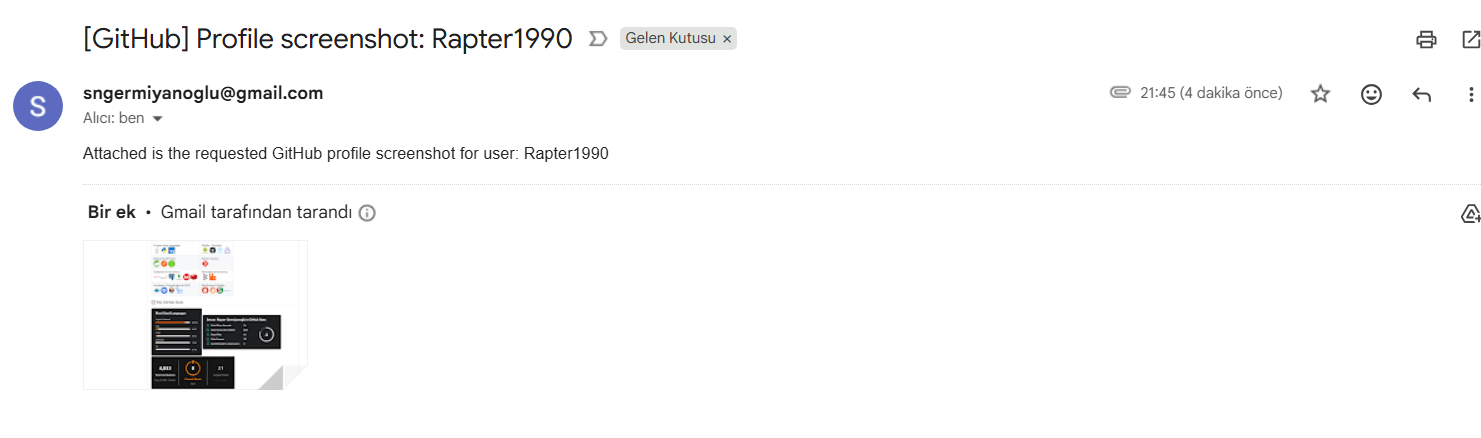 [GitHub] Profile screenshot: Rapter1990 Gelen Kutusu ×
S
sngermiyanoglu@gmail.com 21:45 (4 dakika önce)
Alıcı: ben
Attached is the requested GitHub profile screenshot for user: Rapter1990
Bir ek • Gmail tarafından tarandı